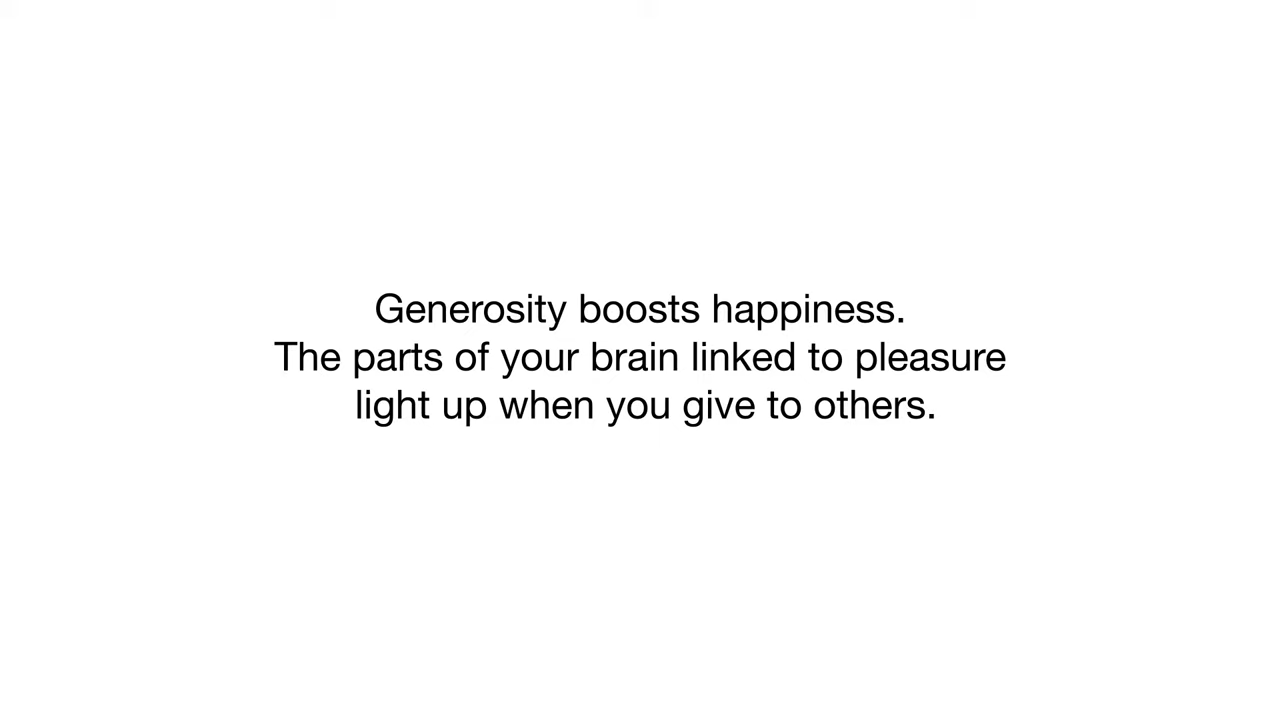 Generosity boosts happiness.
The parts of your brain linked to pleasure
light up when you give to others.